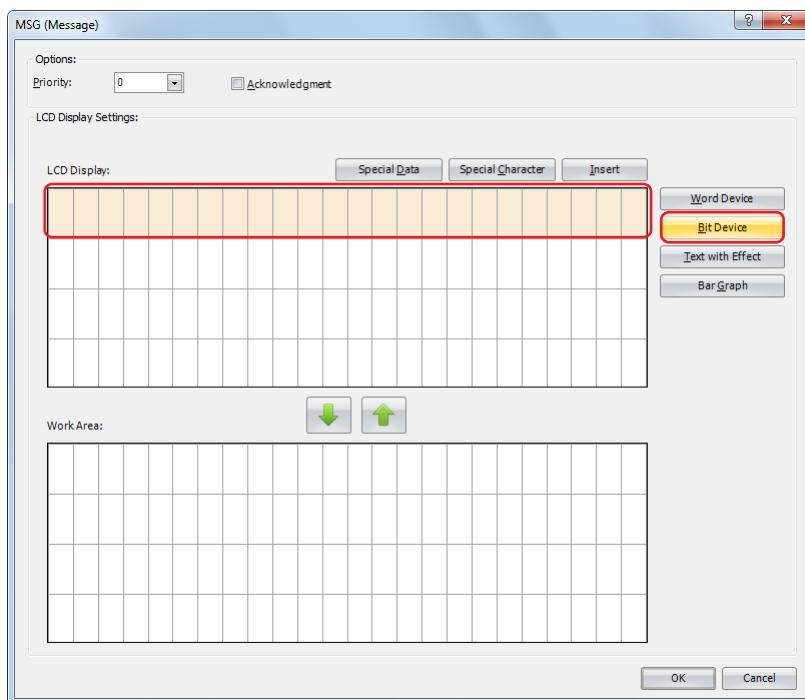 MSG (Message)
Options:
Priority: 0 Acknowledgment
LCD Display Settings:
LCD Display: Special Data Special Character Insert
Word Device
Bit Device
Text with Effect
Bar Graph
Work Area:
OK Cancel